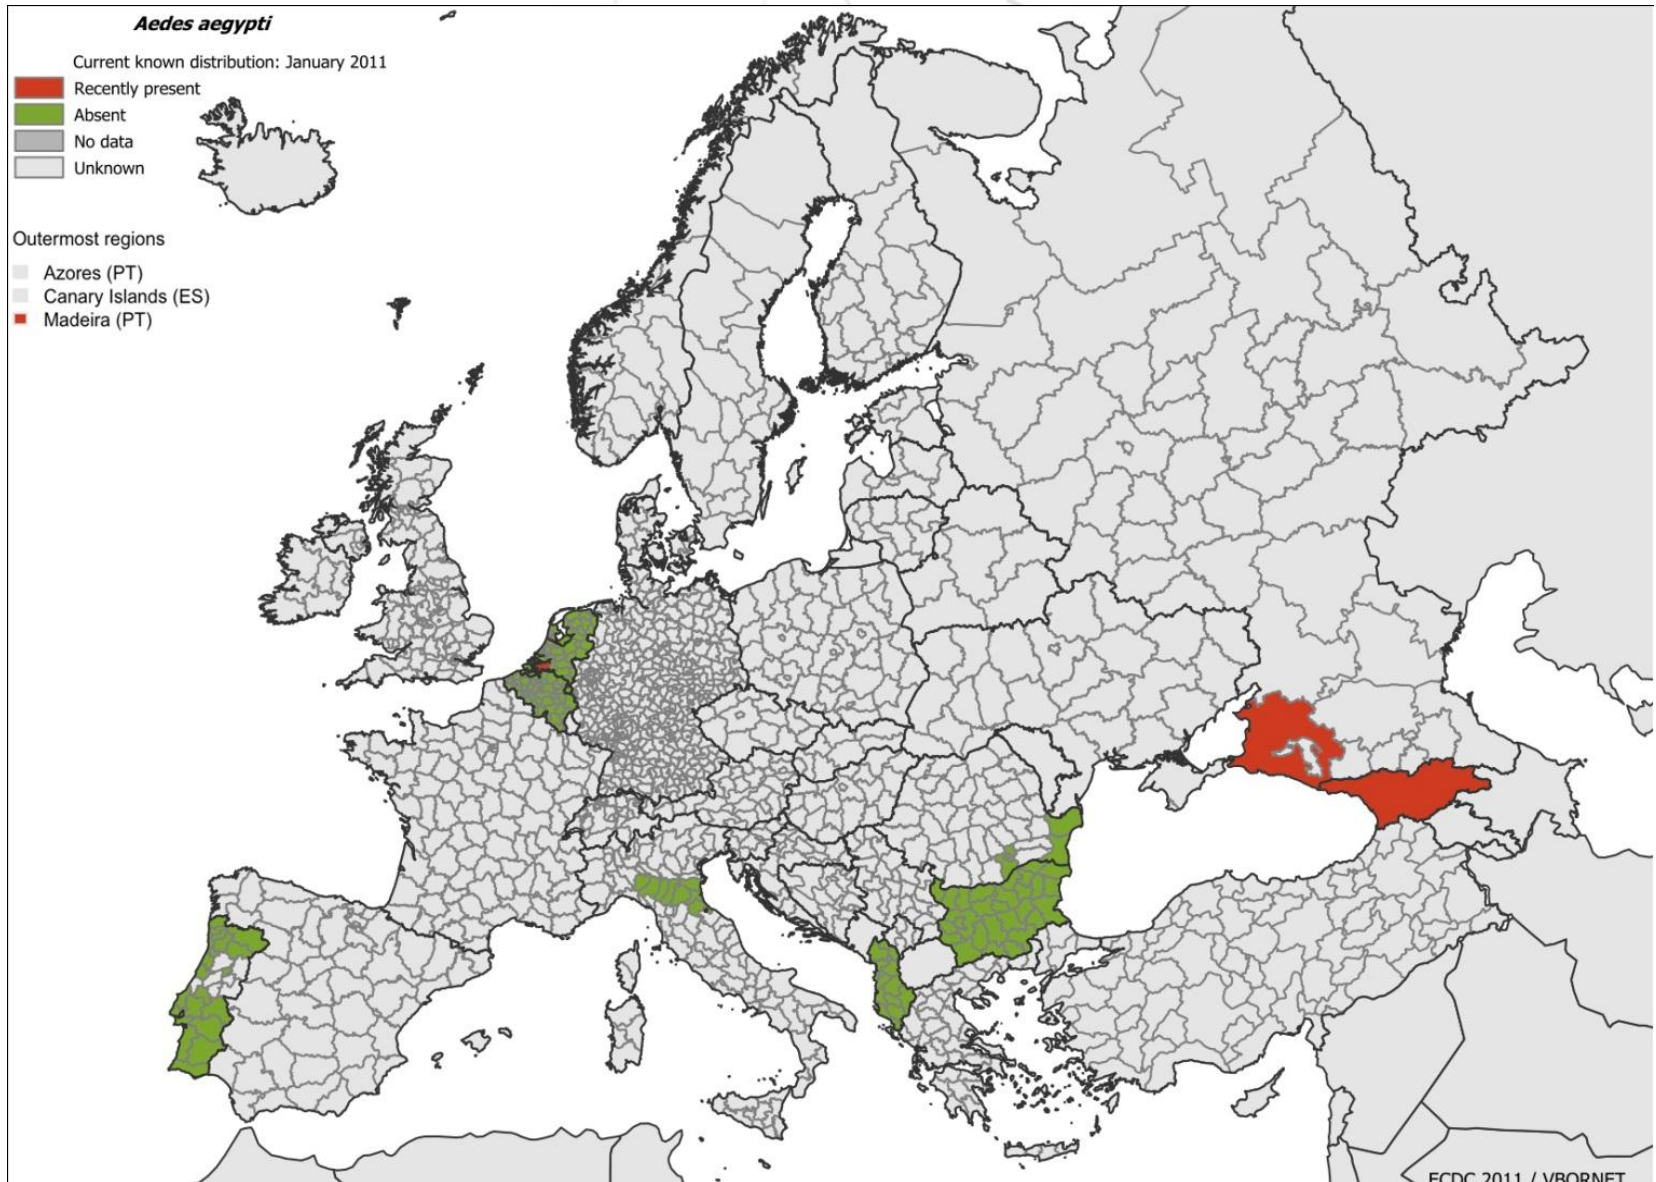 Aedes aegypti
Current known distribution: January 2011
Recently present
Absent
No data
Unknown
Outermost regions
Azores (PT)
Canary Islands (ES)
Madeira (PT)
ECDC 2011 / VBORNET